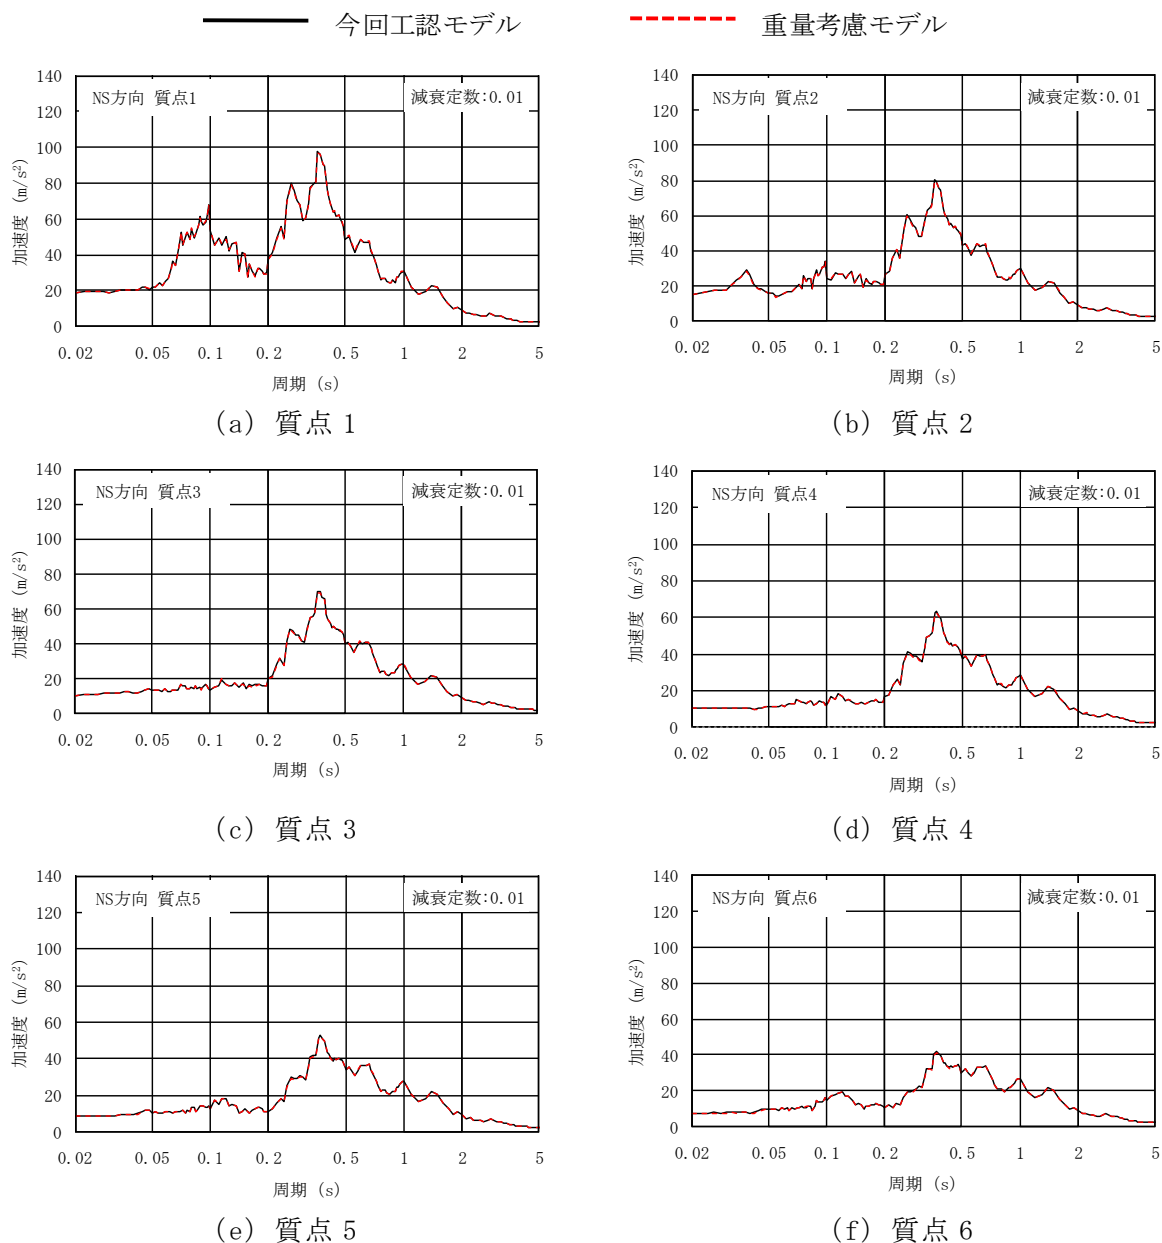 今回工認モデル 重量考慮モデル
140 NS方向 質点1 減衰定数:0.01
120
100
80
60
40
20
0
加速度 (m/s²)
0.02 0.05 0.1 0.2 0.5 1 2 5
周期 (s)
(a) 質点 1
140 NS方向 質点2 減衰定数:0.01
120
100
80
60
40
20
0
加速度 (m/s²)
0.02 0.05 0.1 0.2 0.5 1 2 5
周期 (s)
(b) 質点 2
140 NS方向 質点3 減衰定数:0.01
120
100
80
60
40
20
0
加速度 (m/s²)
0.02 0.05 0.1 0.2 0.5 1 2 5
周期 (s)
(c) 質点 3
140 NS方向 質点4 減衰定数:0.01
120
100
80
60
40
20
0
加速度 (m/s²)
0.02 0.05 0.1 0.2 0.5 1 2 5
周期 (s)
(d) 質点 4
140 NS方向 質点5 減衰定数:0.01
120
100
80
60
40
20
0
加速度 (m/s²)
0.02 0.05 0.1 0.2 0.5 1 2 5
周期 (s)
(e) 質点 5
140 NS方向 質点6 減衰定数:0.01
120
100
80
60
40
20
0
加速度 (m/s²)
0.02 0.05 0.1 0.2 0.5 1 2 5
周期 (s)
(f) 質点 6